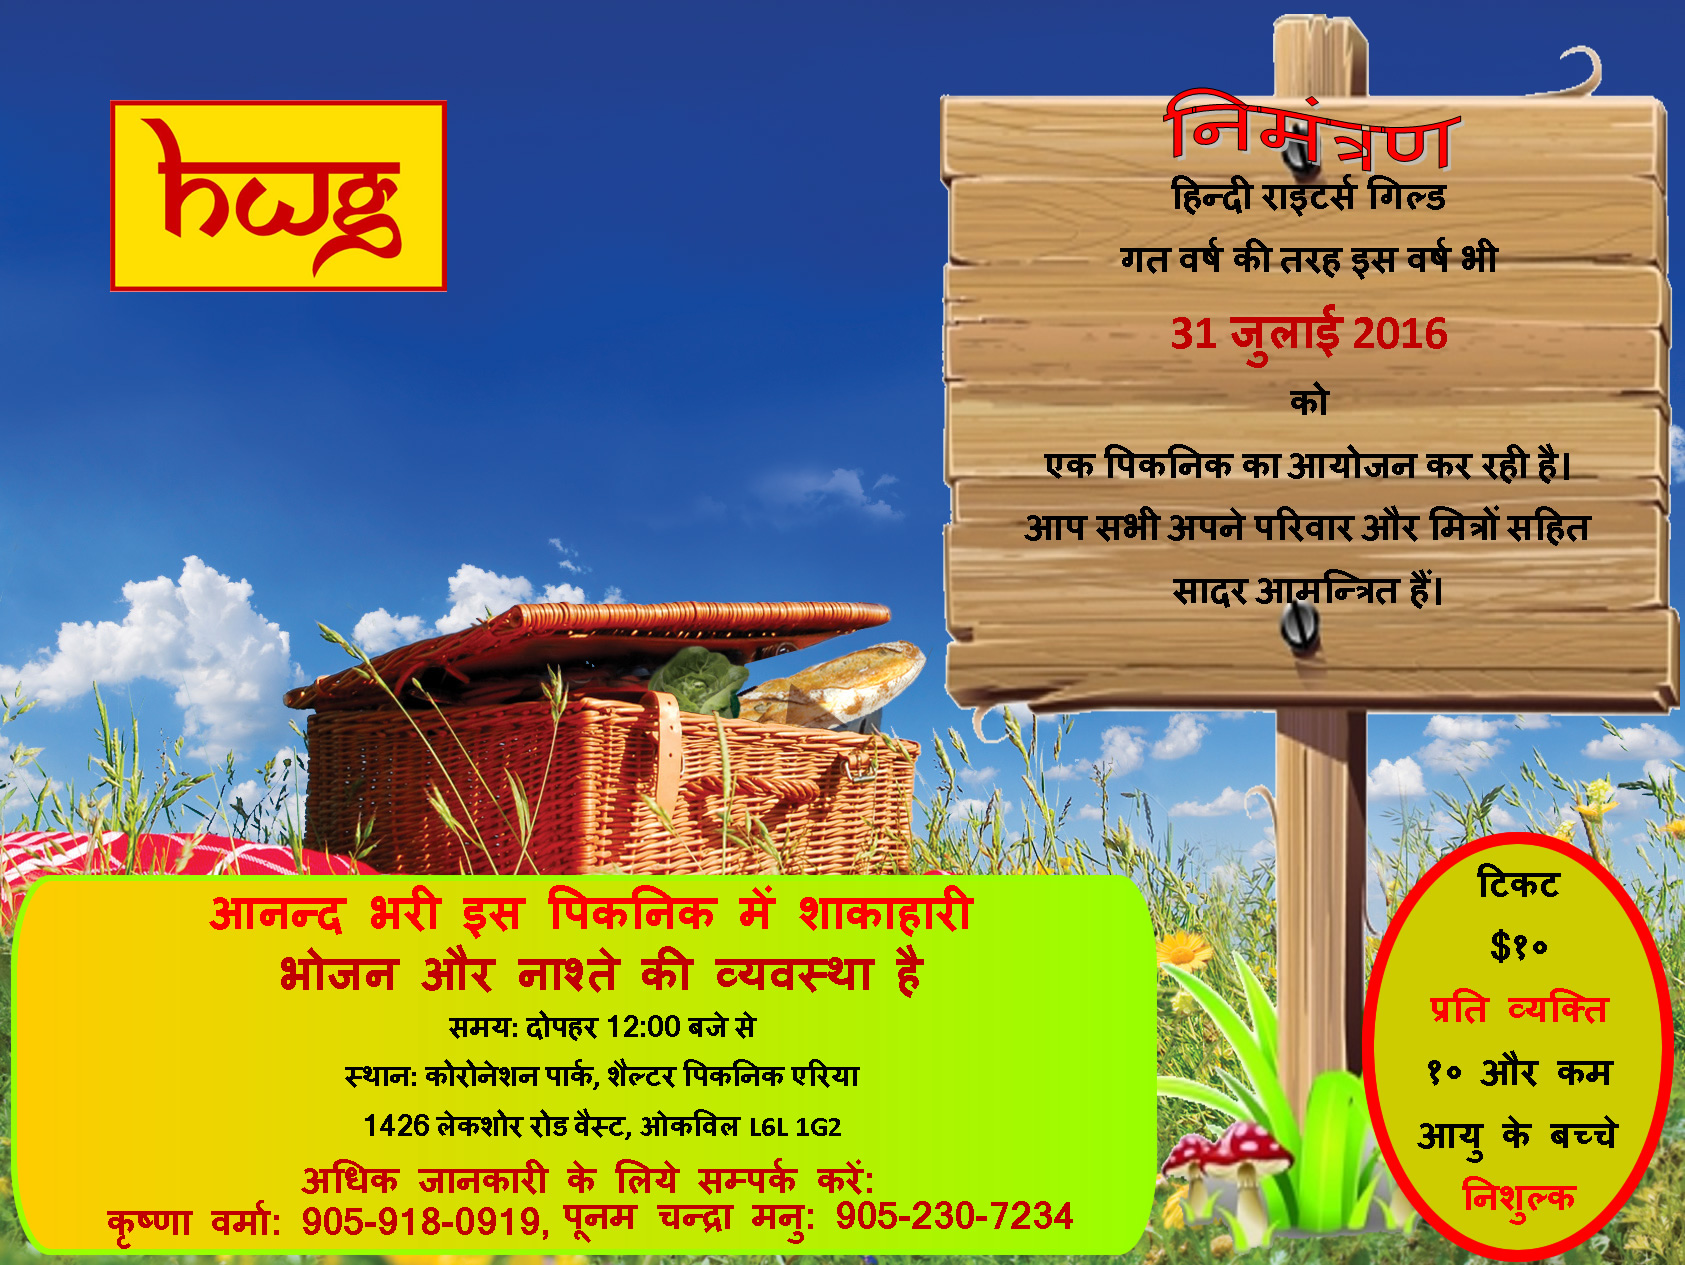 hwg
निमंत्रण
हिन्दी राइटर्स गिल्ड
गत वर्ष की तरह इस वर्ष भी
31 जुलाई 2016
को
एक पिकनिक का आयोजन कर रही है।
आप सभी अपने परिवार और मित्रों सहित
सादर आमन्त्रित हैं।
आनन्द भरी इस पिकनिक में शाकाहारी
भोजन और नाश्ते की व्यवस्था है
समय: दोपहर 12:00 बजे से
स्थान: कोरोनेशन पार्क, शैल्टर पिकनिक एरिया
1426 लेकशोर रोड वैस्ट, ओकविल L6L 1G2
अधिक जानकारी के लिये सम्पर्क करें:
कृष्णा वर्मा: 905-918-0919, पूनम चन्द्रा मनु: 905-230-7234
टिकट
$१०
प्रति व्यक्ति
१० और कम
आयु के बच्चे
निशुल्क